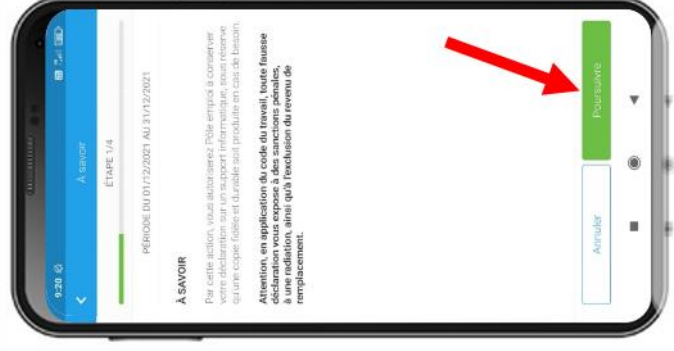 9:20
À savoir
ÉTAPE 1/4
PÉRIODE DU 01/12/2021 AU 31/12/2021
À SAVOIR
Par cette action, vous autoriserez Pôle emploi à conserver
votre déclaration sur un support informatique, sous réserve
qu'une copie fidèle et durable soit produite en cas de besoin.
Attention, en application du code du travail, toute fausse
déclaration vous expose à des sanctions pénales,
à une radiation, ainsi qu'à l'exclusion du revenu de
remplacement.
Annuler
Poursuivre